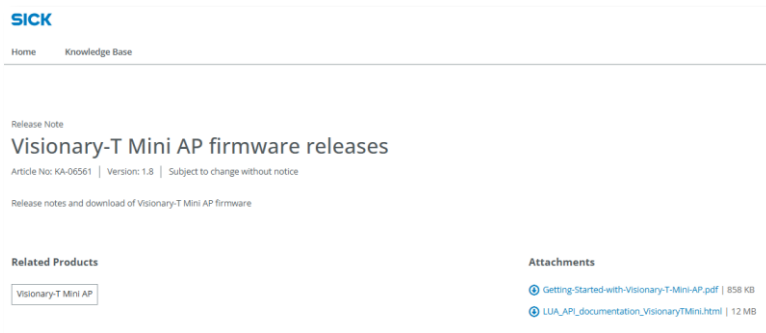 SICK
Home Knowledge Base
Release Note
Visionary-T Mini AP firmware releases
Article No: KA-06561 | Version: 1.8 | Subject to change without notice
Release notes and download of Visionary-T Mini AP firmware
Related Products
Visionary-T Mini AP
Attachments
Getting-Started-with-Visionary-T-Mini-AP.pdf | 858 KB
LUA_API_documentation_VisionaryTMini.html | 12 MB